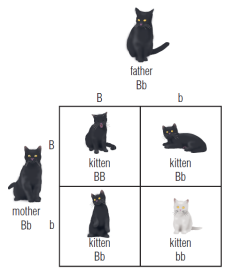 father
Bb
B b
B
kitten kitten
BB Bb
mother
Bb
b
kitten kitten
Bb bb